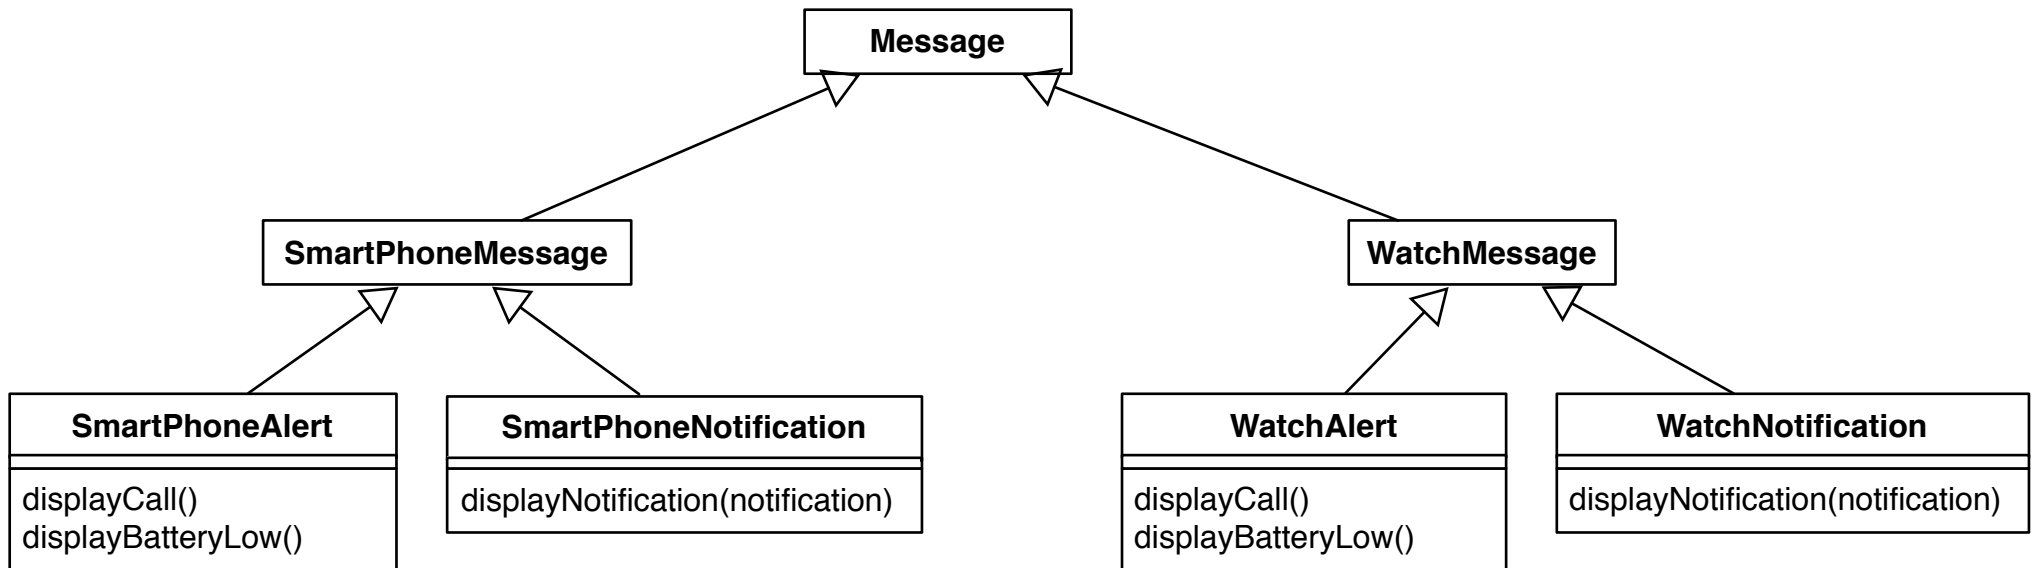 Message
SmartPhoneMessage
WatchMessage
SmartPhoneAlert
displayCall()
displayBatteryLow()
SmartPhoneNotification
displayNotification(notification)
WatchAlert
displayCall()
displayBatteryLow()
WatchNotification
displayNotification(notification)